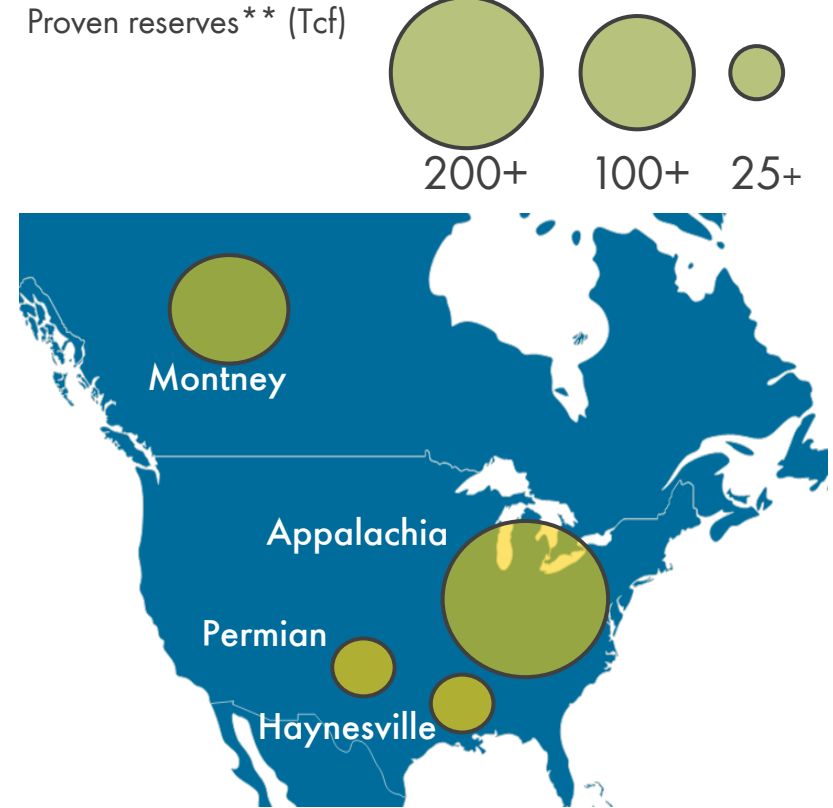 Proven reserves** (Tcf)
200+ 100+ 25+
Montney
Appalachia
Permian
Haynesville